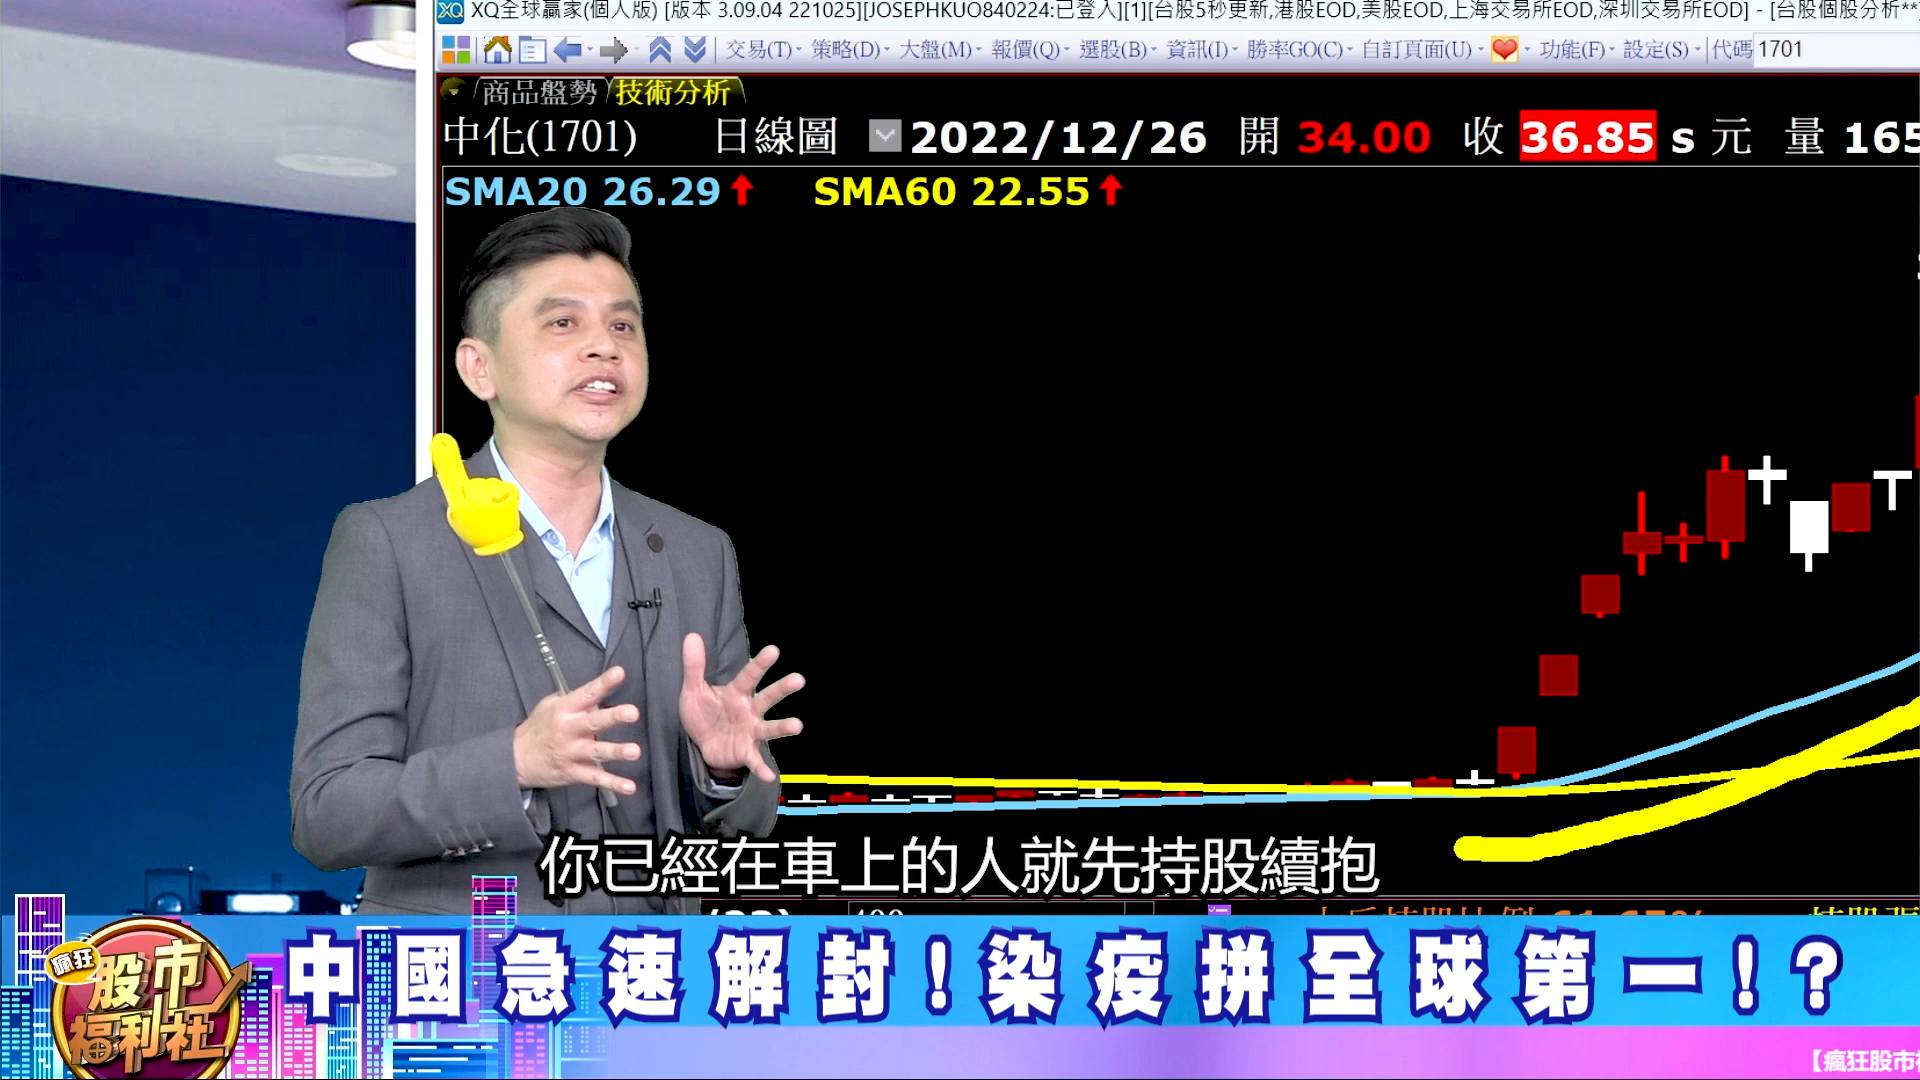 XQ全球贏家(個人版) [版本 3.09.04 221025][JOSEPHKUO840224:已登入][1][台股5秒更新,港股EOD,美股EOD,上海交易所EOD,深圳交易所EOD] - [台股個股分析**
交易(T) 策略(D) 大盤(M) 報價(Q) 選股(B) 資訊(I) 勝率GO(C) 自訂頁面(U) 功能(F) 設定(S) 代碼 1701
商品盤勢 技術分析
中化(1701) 日線圖 2022/12/26 開 34.00 收 36.85 s 元 量 165
SMA20 26.29 SMA60 22.55
你已經在車上的人就先持股續抱
中國急速解封!染疫拼全球第一!?
瘋狂
股市
福利社
【瘋狂股市